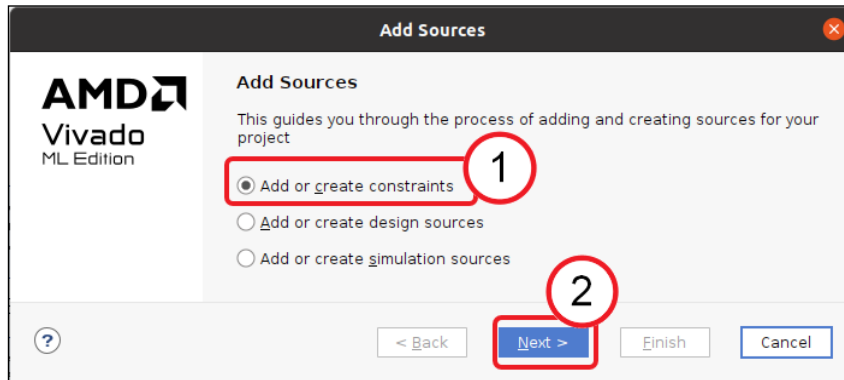 Add Sources
AMD
Vivado
ML Edition
Add Sources
This guides you through the process of adding and creating sources for your
project
1
Add or create constraints
Add or create design sources
Add or create simulation sources
2
?
< Back
Next >
Finish
Cancel